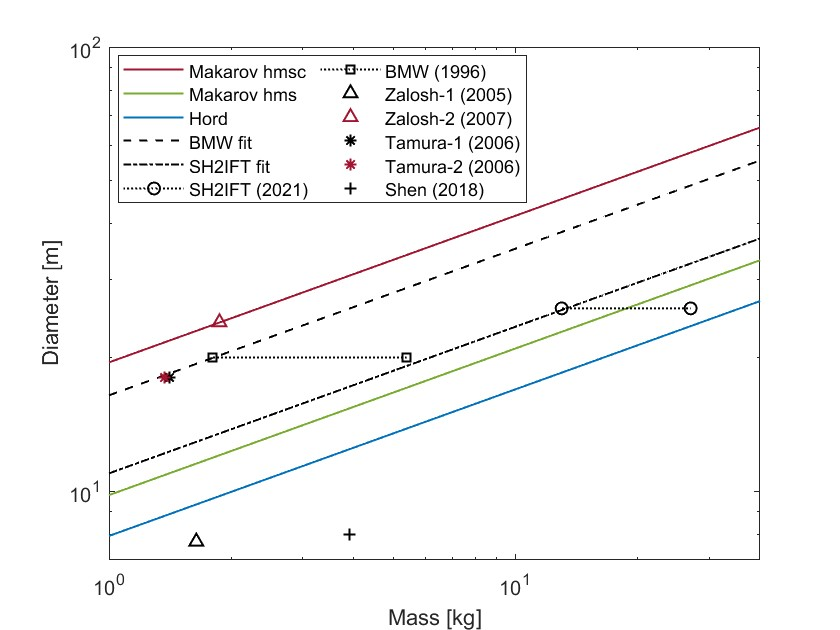 10²
Makarov hmsc
Makarov hms
Hord
BMW fit
SH2IFT fit
SH2IFT (2021)
BMW (1996)
Zalosh-1 (2005)
Zalosh-2 (2007)
Tamura-1 (2006)
Tamura-2 (2006)
Shen (2018)
Diameter [m]
10¹
10⁰
10¹
Mass [kg]